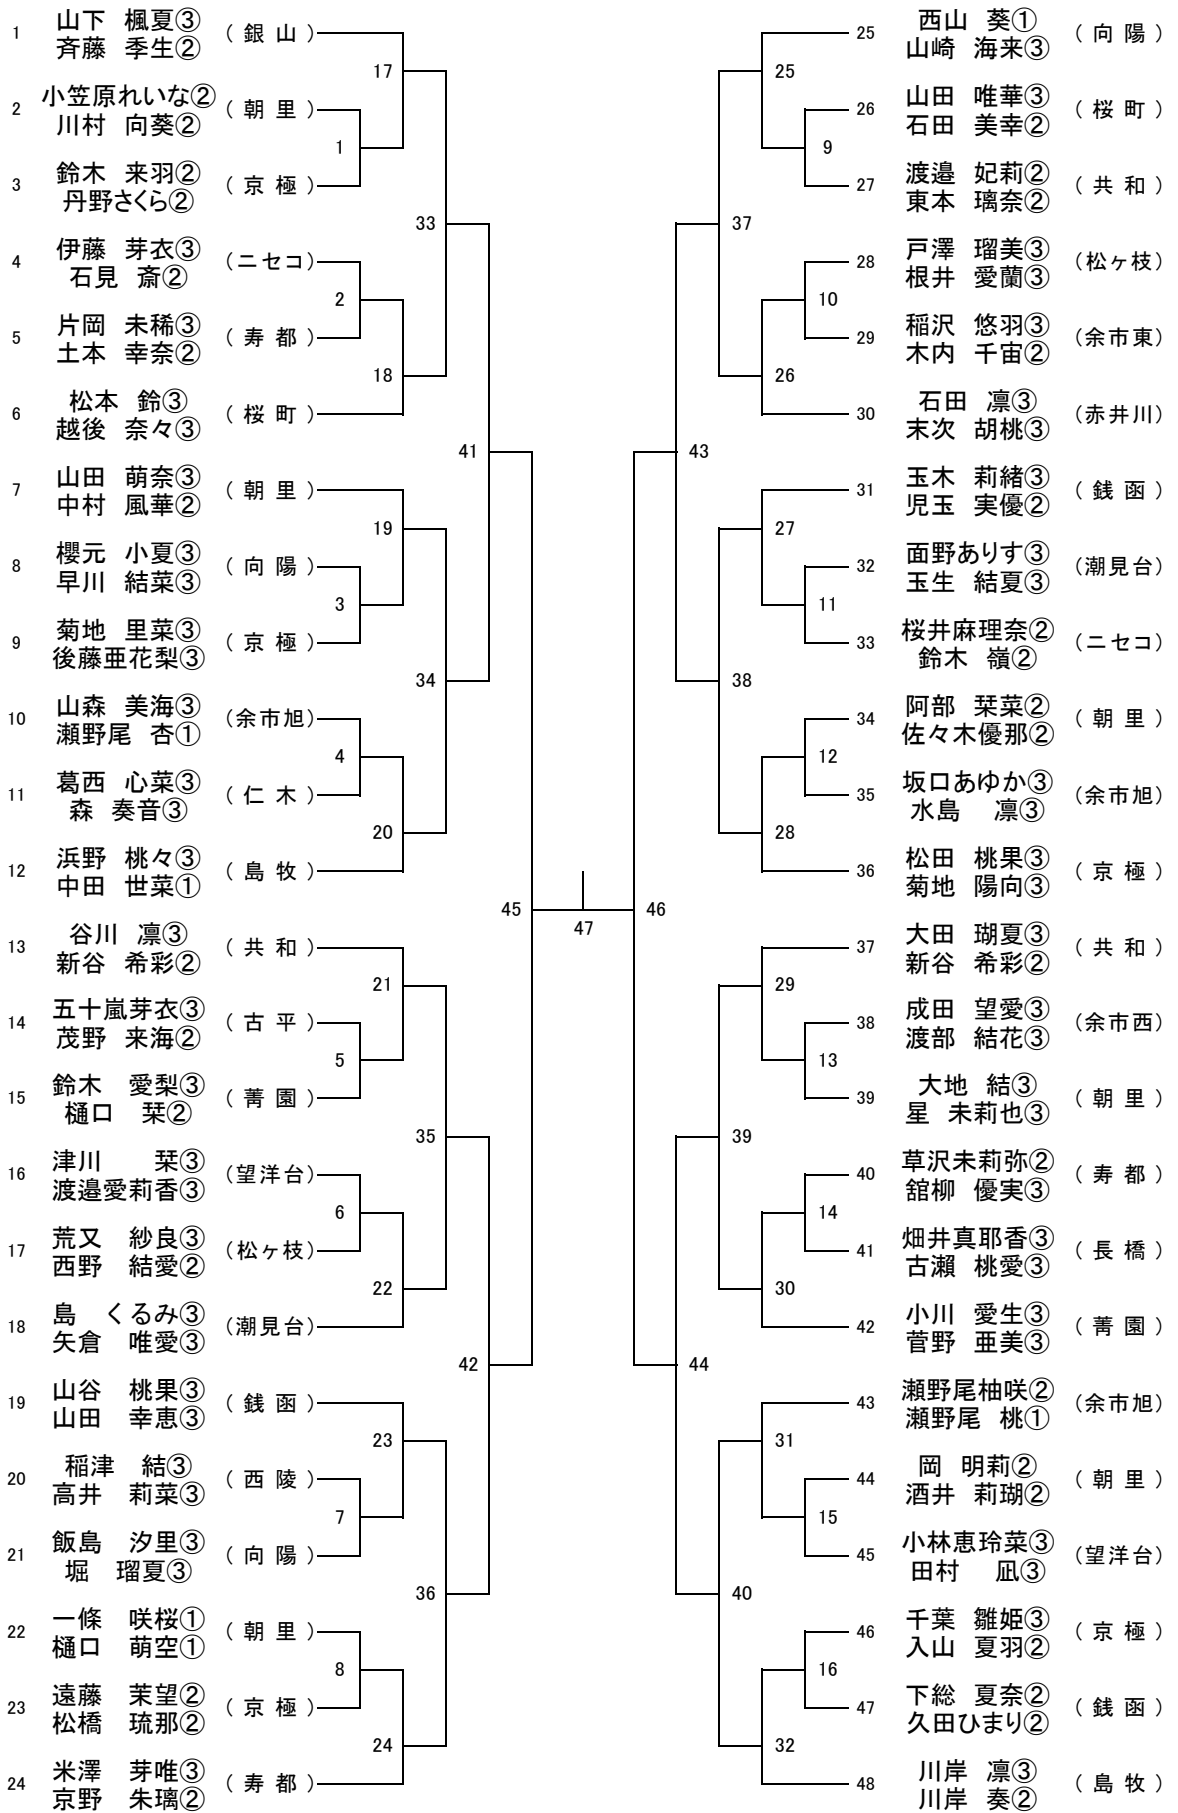 1 山下 楓夏③ (銀山)
斉藤 季生②
17
2 小笠原れいな② (朝里)
川村 向葵②
1
3 鈴木 来羽② (京極)
丹野さくら②
33
4 伊藤 芽衣③ (ニセコ)
石見 斎②
2
5 片岡 未稀③ (寿都)
土本 幸奈②
18
6 松本 鈴③ (桜町)
越後 奈々③
41
7 山田 萌奈③ (朝里)
中村 風華②
19
8 櫻元 小夏③ (向陽)
早川 結菜③
3
9 菊地 里菜③ (京極)
後藤亜花梨③
34
10 山森 美海③ (余市旭)
瀬野尾 杏①
4
11 葛西 心菜③ (仁木)
森 奏音③
20
12 浜野 桃々③ (島牧)
中田 世菜①
45
13 谷川 凛③ (共和)
新谷 希彩②
21
14 五十嵐芽衣③ (古平)
茂野 来海②
5
15 鈴木 愛梨③ (菁園)
樋口 栞②
35
16 津川 栞③ (望洋台)
渡邉愛莉香③
6
17 荒又 紗良③ (松ヶ枝)
西野 結愛②
22
18 島 くるみ③ (潮見台)
矢倉 唯愛③
42
19 山谷 桃果③ (銭函)
山田 幸恵③
23
20 稲津 結③ (西陵)
高井 莉菜③
7
21 飯島 汐里③ (向陽)
堀 瑠夏③
36
22 一條 咲桜① (朝里)
樋口 萌空①
8
23 遠藤 茉望② (京極)
松橋 琉那②
24
24 米澤 芽唯③ (寿都)
京野 朱璃②
47
25 西山 葵① (向陽)
山崎 海来③
25
26 山田 唯華③ (桜町)
石田 美幸②
9
27 渡邉 妃莉② (共和)
東本 璃奈②
37
28 戸澤 瑠美③ (松ヶ枝)
根井 愛蘭③
10
29 稲沢 悠羽③ (余市東)
木内 千宙②
26
30 石田 凛③ (赤井川)
末次 胡桃③
43
31 玉木 莉緒③ (銭函)
児玉 実優②
27
32 面野ありす③ (潮見台)
玉生 結夏③
11
33 桜井麻理奈② (ニセコ)
鈴木 嶺②
38
34 阿部 栞菜② (朝里)
佐々木優那②
12
35 坂口あゆか③ (余市旭)
水島 凛③
28
36 松田 桃果③ (京極)
菊地 陽向③
46
37 大田 瑚夏③ (共和)
新谷 希彩②
29
38 成田 望愛③ (余市西)
渡部 結花③
13
39 大地 結③ (朝里)
星 未莉也③
39
40 草沢未莉弥② (寿都)
舘柳 優実③
14
41 畑井真耶香③ (長橋)
古瀬 桃愛③
30
42 小川 愛生③ (菁園)
菅野 亜美③
44
43 瀬野尾柚咲② (余市旭)
瀬野尾 桃①
31
44 岡 明莉② (朝里)
酒井 莉瑚②
15
45 小林恵玲菜③ (望洋台)
田村 凪③
40
46 千葉 雛姫③ (京極)
入山 夏羽②
16
47 下総 夏奈② (銭函)
久田ひまり②
32
48 川岸 凛③ (島牧)
川岸 奏②